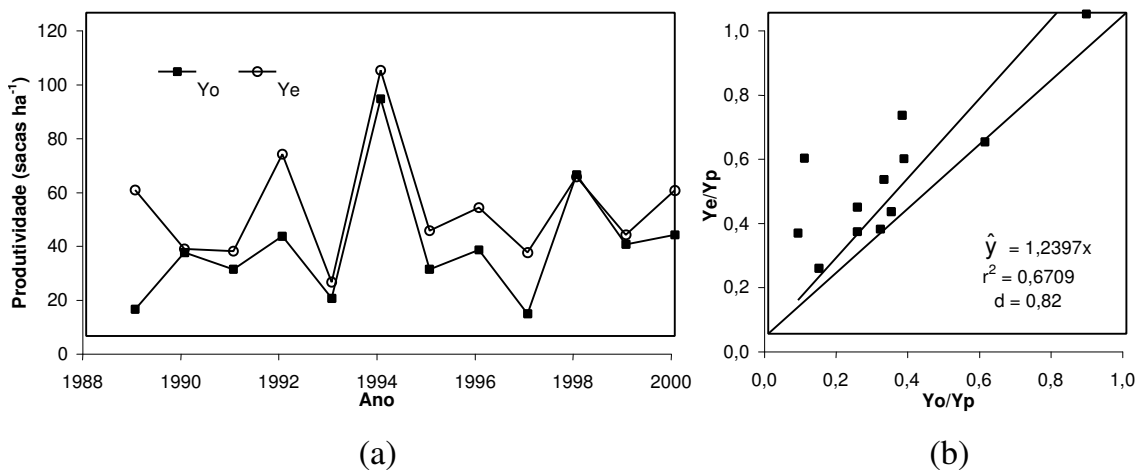 120
100
80
60
40
20
0
Produtividade (sacas ha⁻¹)
Yo Ye
1988 1990 1992 1994 1996 1998 2000
Ano
(a)
1,0
0,8
0,6
0,4
0,2
0,0
Ye/Yp
ŷ = 1,2397x
r² = 0,6709
d = 0,82
0,0 0,2 0,4 0,6 0,8 1,0
Yo/Yp
(b)